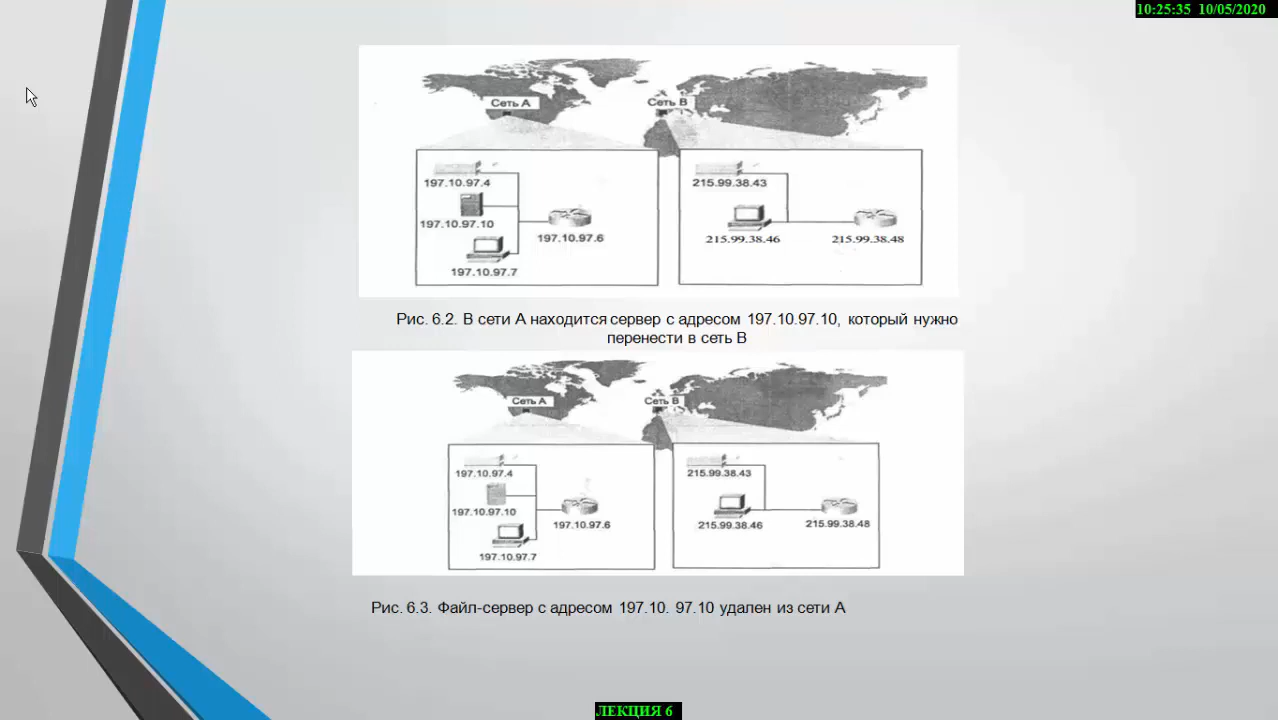 10:25:35 10/05/2020
Сеть А
Сеть В
197.10.97.4
215.99.38.43
197.10.97.10
197.10.97.6
215.99.38.46
215.99.38.48
197.10.97.7
Рис. 6.2. В сети А находится сервер с адресом 197.10.97.10, который нужно
перенести в сеть В
Сеть А
Сеть В
197.10.97.4
215.99.38.43
197.10.97.10
197.10.97.6
215.99.38.46
215.99.38.48
197.10.97.7
Рис. 6.3. Файл-сервер с адресом 197.10. 97.10 удален из сети А
ЛЕКЦИЯ 6